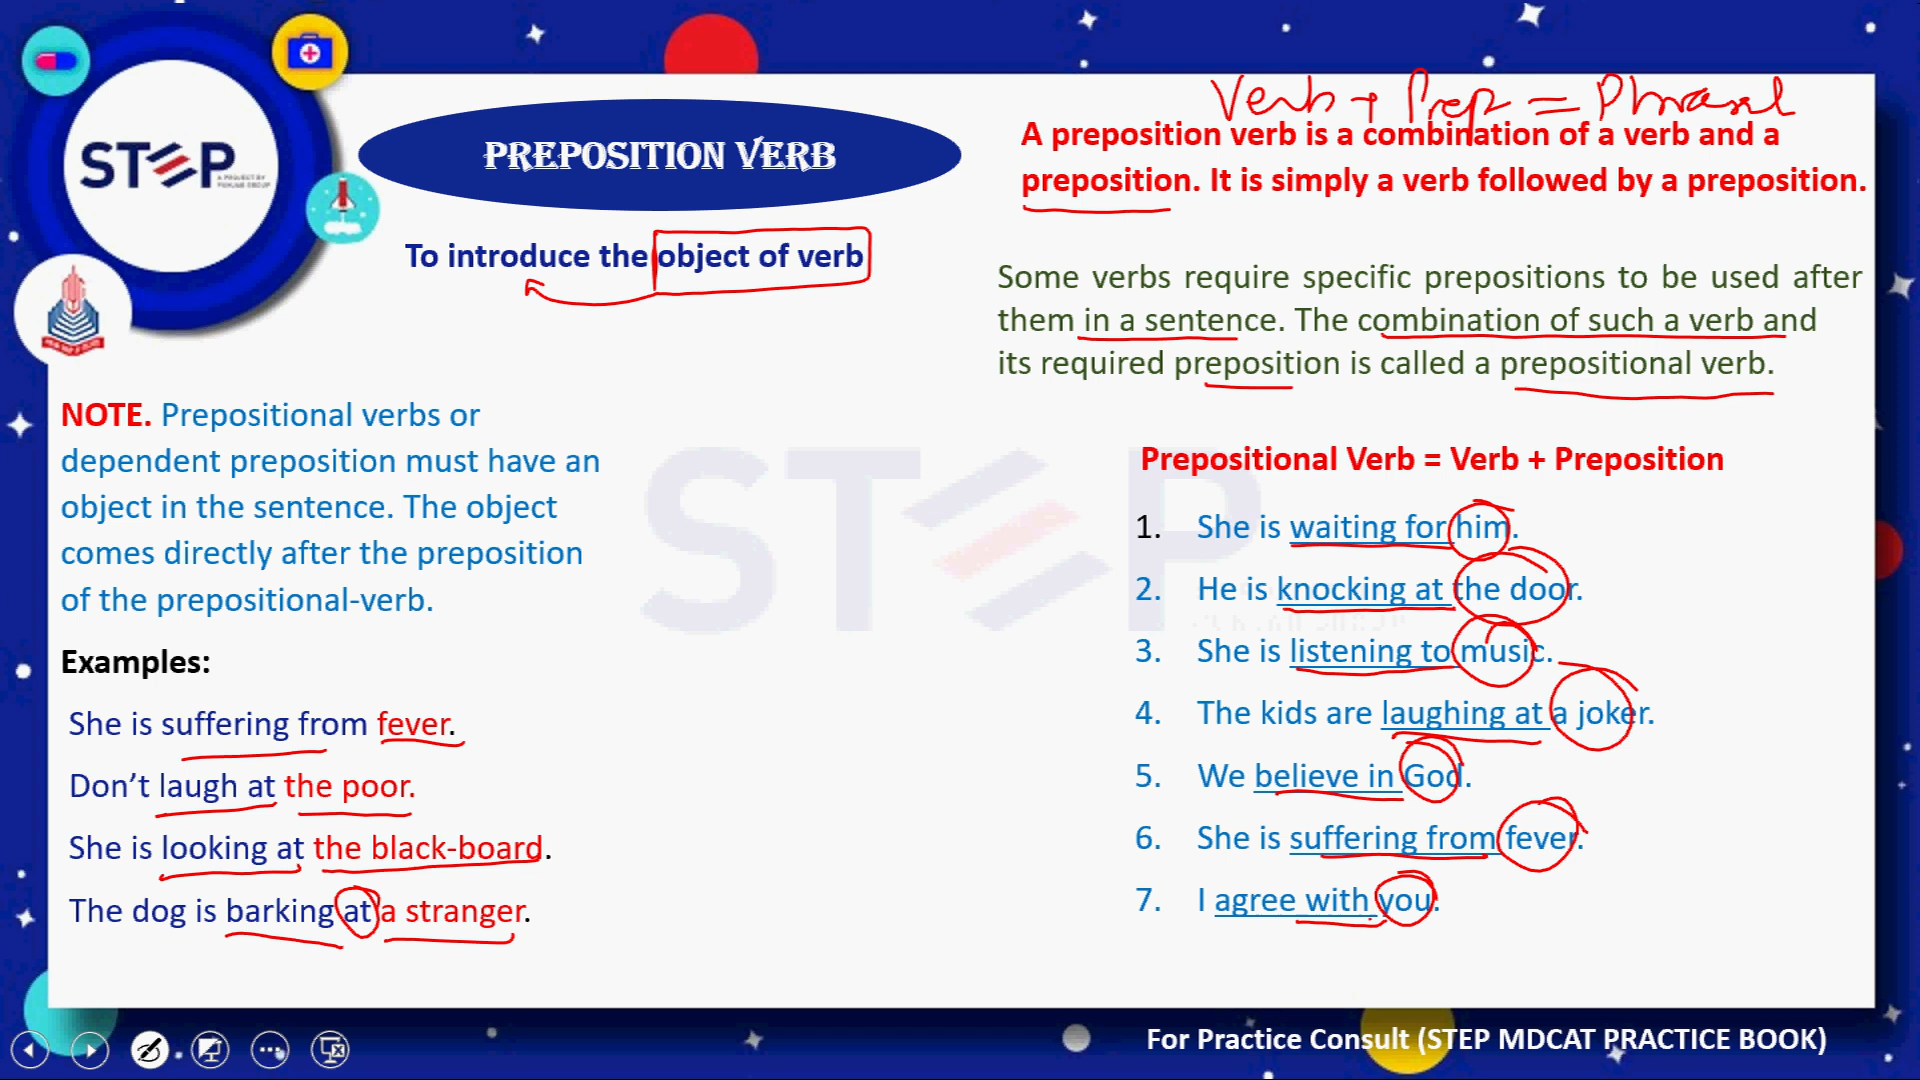 STEP
A PROJECT BY PUNJAB GROUP
PREPOSITION VERB
To introduce the object of verb
Verb + Prep = Phrasal
A preposition verb is a combination of a verb and a
preposition. It is simply a verb followed by a preposition.
Some verbs require specific prepositions to be used after
them in a sentence. The combination of such a verb and
its required preposition is called a prepositional verb.
NOTE. Prepositional verbs or
dependent preposition must have an
object in the sentence. The object
comes directly after the preposition
of the prepositional-verb.
Examples:
She is suffering from fever.
Don’t laugh at the poor.
She is looking at the black-board.
The dog is barking at a stranger.
STEP
Prepositional Verb = Verb + Preposition
1. She is waiting for him.
2. He is knocking at the door.
3. She is listening to music.
4. The kids are laughing at a joker.
5. We believe in God.
6. She is suffering from fever.
7. I agree with you.
For Practice Consult (STEP MDCAT PRACTICE BOOK)